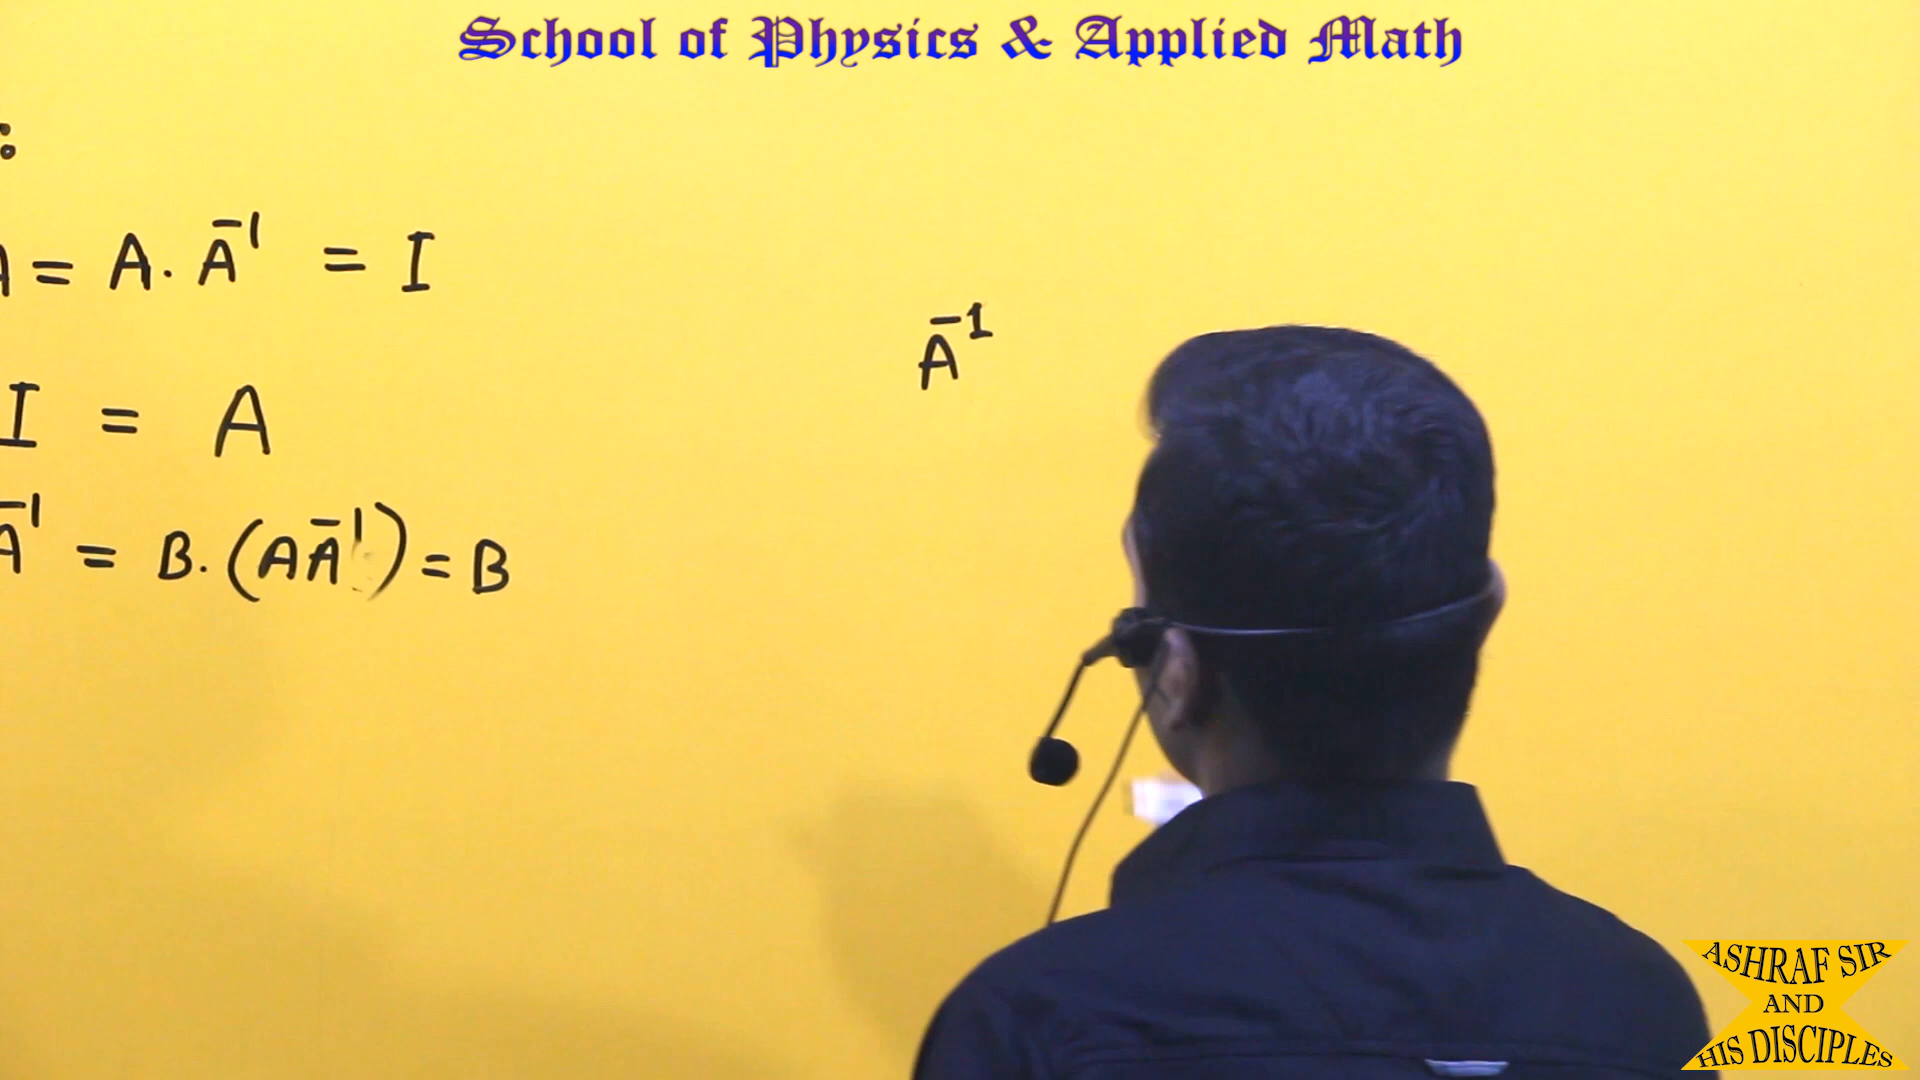 School of Physics & Applied Math
:
A = A. A⁻¹ = I
A⁻¹
I = A
A⁻¹ = B. (AA⁻¹) = B
ASHRAF SIR
AND
HIS DISCIPLES